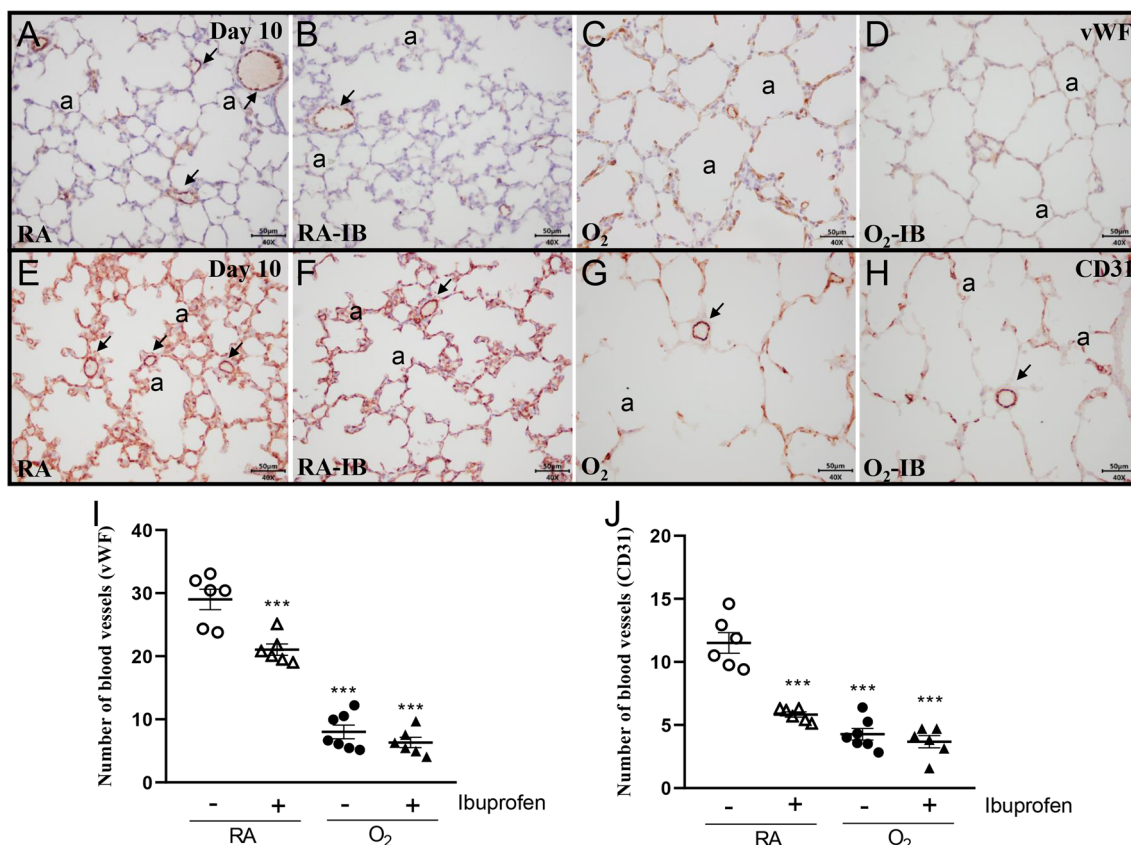 A Day 10 a a RA 50µm 40X
B a a RA-IB 50µm 40X
C a a O₂ 50µm 40X
D vWF a a O₂-IB 50µm 40X
E Day 10 a a RA 50µm 40X
F a a RA-IB 50µm 40X
G a O₂ 50µm 40X
H CD31 a a O₂-IB 50µm 40X
I
Number of blood vessels (vWF)
40
30
20
10
0
***
***
***
- + - + Ibuprofen
RA O₂
J
Number of blood vessels (CD31)
20
15
10
5
0
***
***
***
- + - + Ibuprofen
RA O₂